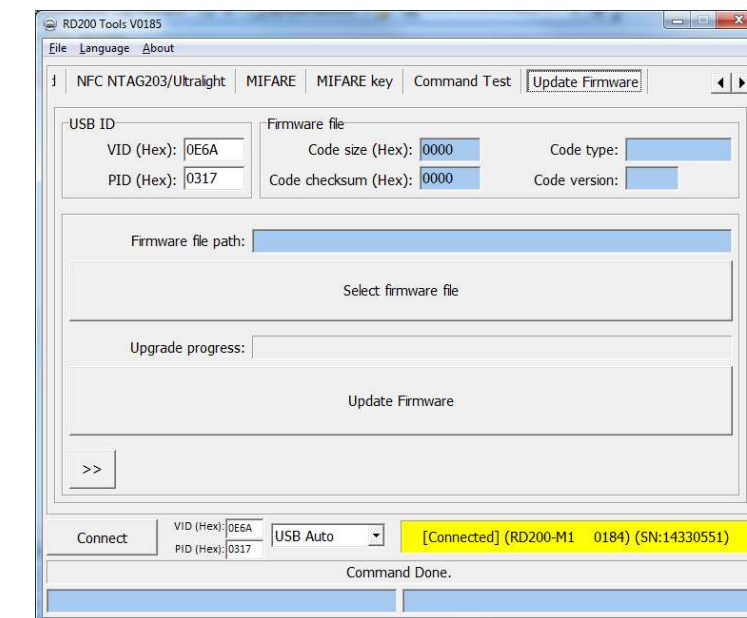 RD200 Tools V0185
File Language About
NFC NTAG203/Ultralight MIFARE MIFARE key Command Test Update Firmware
USB ID
VID (Hex): 0E6A
PID (Hex): 0317
Firmware file
Code size (Hex): 0000 Code type:
Code checksum (Hex): 0000 Code version:
Firmware file path:
Select firmware file
Upgrade progress:
Update Firmware
>>
Connect
VID (Hex): 0E6A
PID (Hex): 0317
USB Auto
[Connected] (RD200-M1 0184) (SN:14330551)
Command Done.